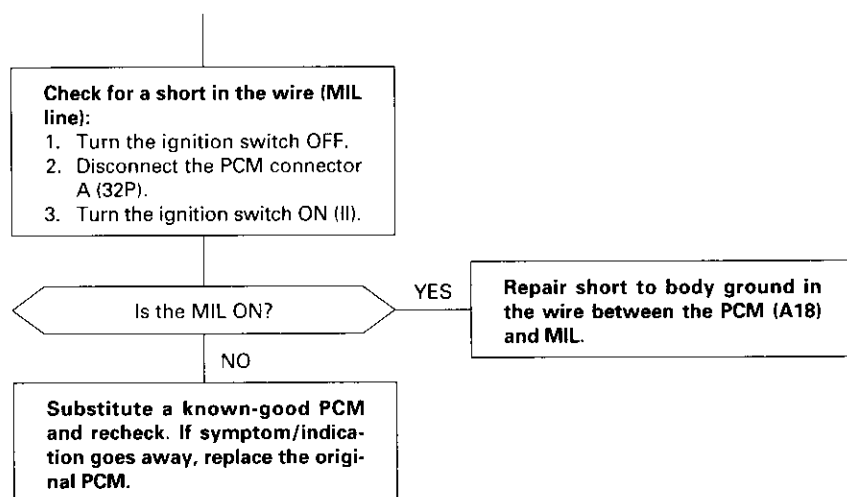 Check for a short in the wire (MIL
line):
1. Turn the ignition switch OFF.
2. Disconnect the PCM connector
A (32P).
3. Turn the ignition switch ON (II).
Is the MIL ON?
YES
Repair short to body ground in
the wire between the PCM (A18)
and MIL.
NO
Substitute a known-good PCM
and recheck. If symptom/indica-
tion goes away, replace the origi-
nal PCM.